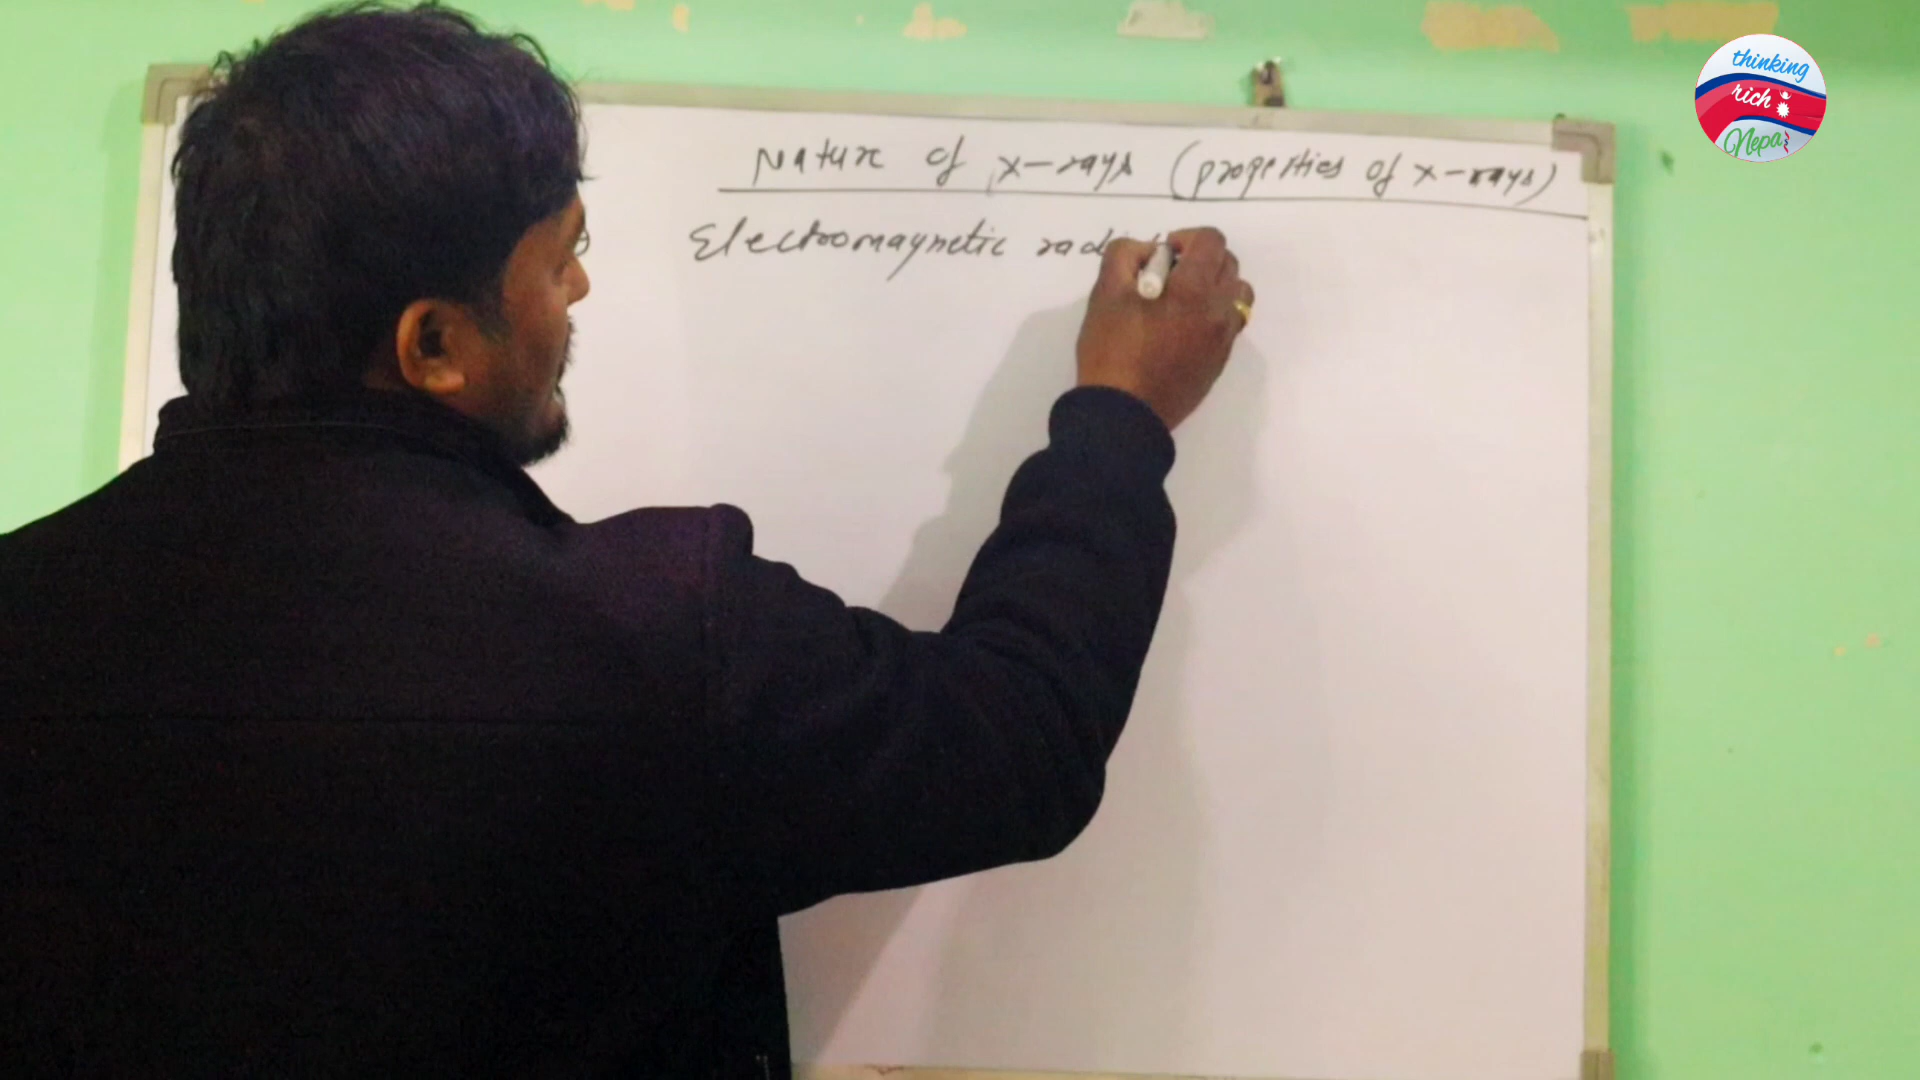 Nature of x-rays (properties of x-rays)
Electromagnetic
thinking
rich
Nepal